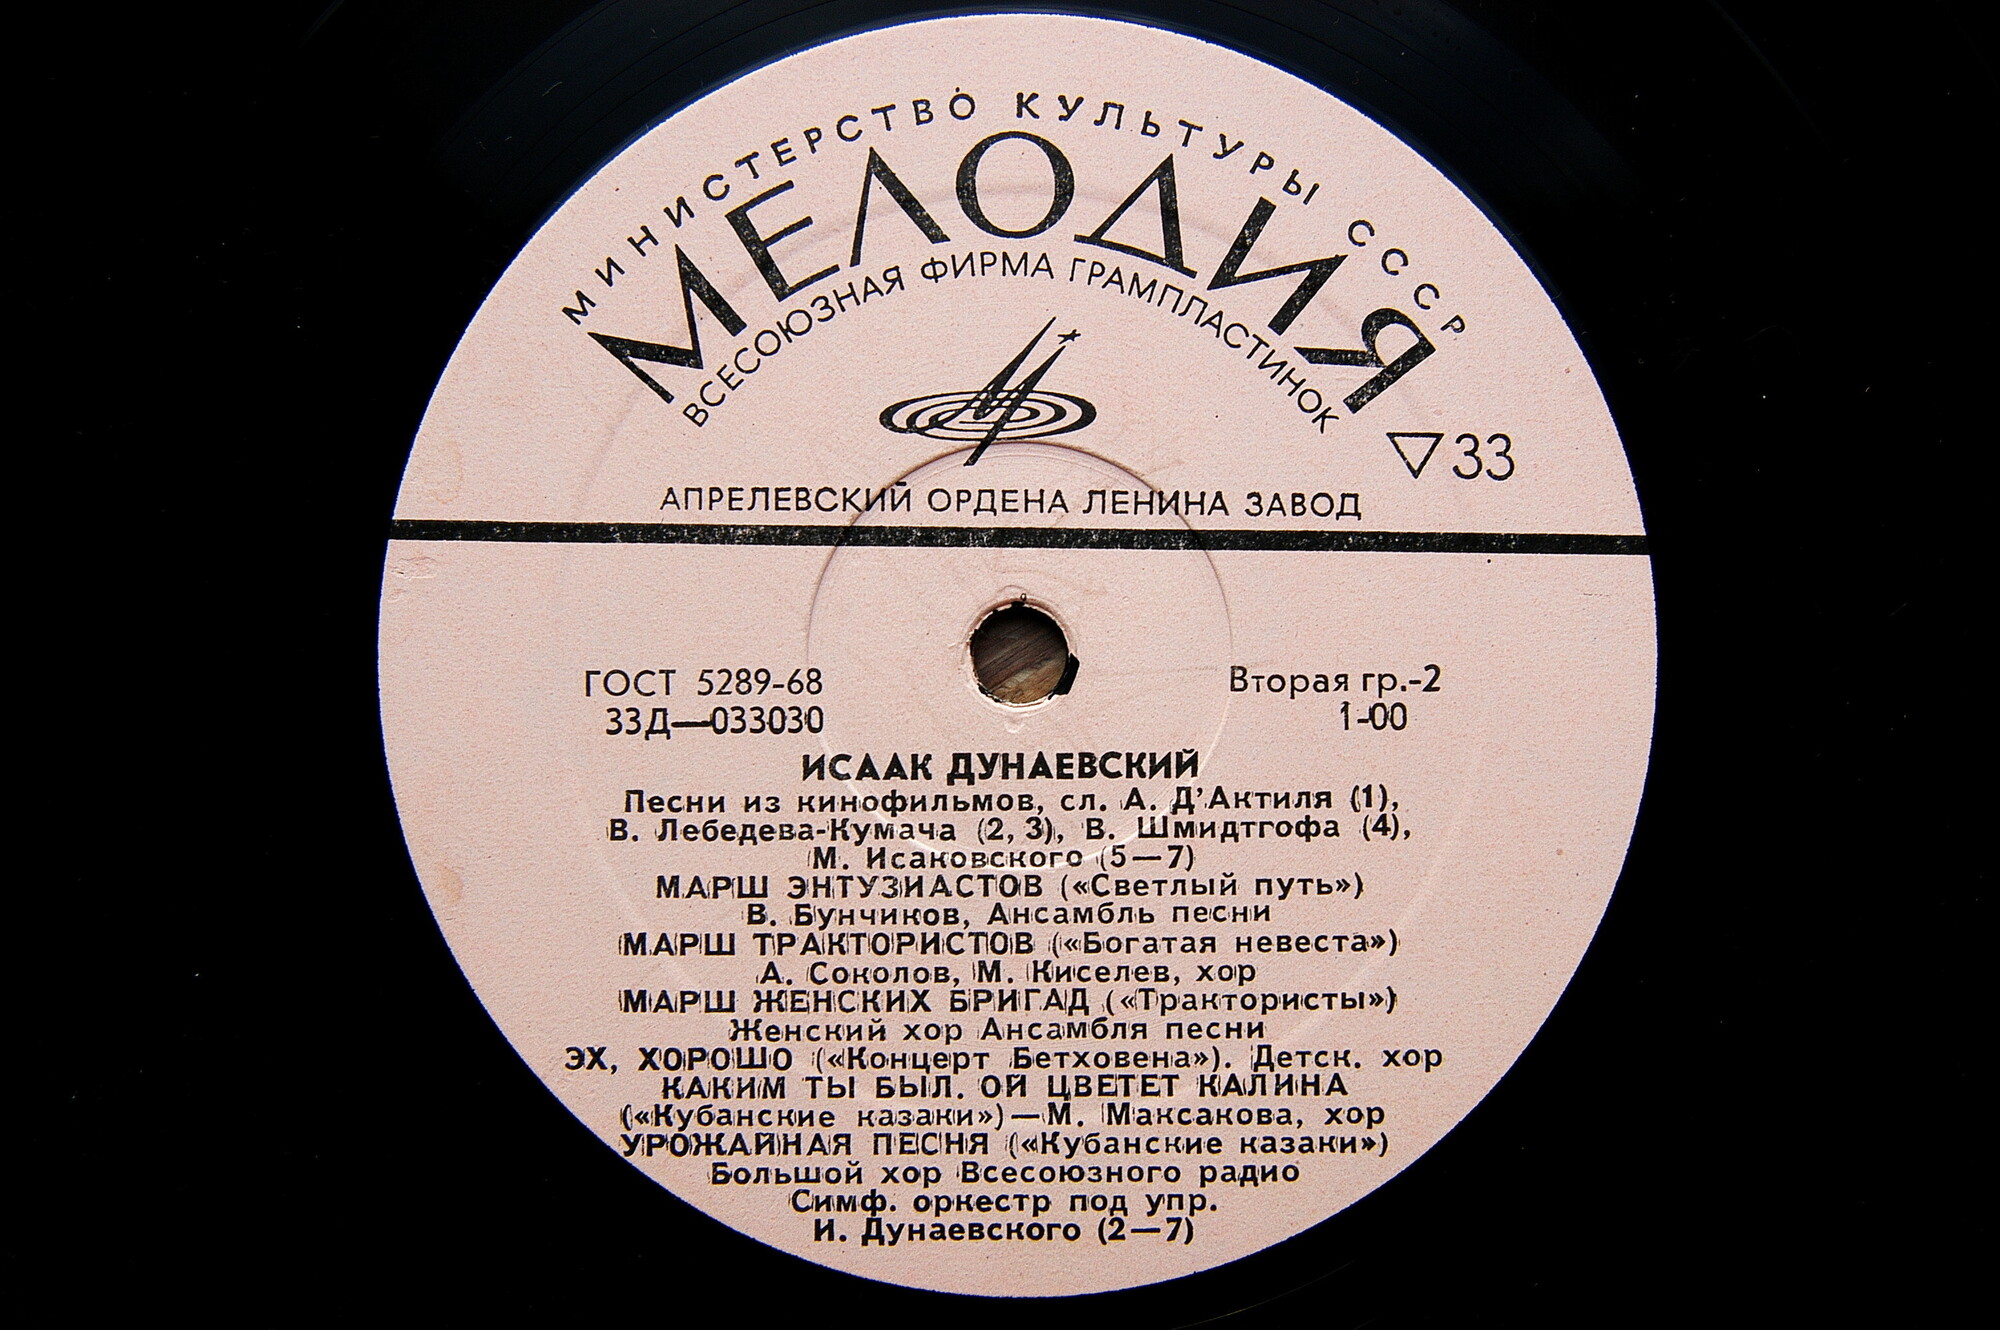 МИНИСТЕРСТВО КУЛЬТУРЫ СССР
МЕЛОДИЯ
ВСЕСОЮЗНАЯ ФИРМА ГРАМПЛАСТИНОК
33
АПРЕЛЕВСКИЙ ОРДЕНА ЛЕНИНА ЗАВОД
ГОСТ 5289-68
Вторая гр.-2
33Д—033030
1-00
ИСААК ДУНАЕВСКИЙ
Песни из кинофильмов, сл. А. Д'Актиля (1),
В. Лебедева-Кумача (2, 3), В. Шмидтгофа (4),
М. Исаковского (5—7)
МАРШ ЭНТУЗИАСТОВ («Светлый путь»)
В. Бунчиков, Ансамбль песни
МАРШ ТРАКТОРИСТОВ («Богатая невеста»)
А. Соколов, М. Киселев, хор
МАРШ ЖЕНСКИХ БРИГАД («Трактористы»)
Женский хор Ансамбля песни
ЭХ, ХОРОШО («Концерт Бетховена»). Детск. хор
КАКИМ ТЫ БЫЛ. ОЙ ЦВЕТЕТ КАЛИНА
(«Кубанские казаки»)—М. Максакова, хор
УРОЖАЙНАЯ ПЕСНЯ («Кубанские казаки»)
Большой хор Всесоюзного радио
Симф. оркестр под упр.
И. Дунаевского (2—7)